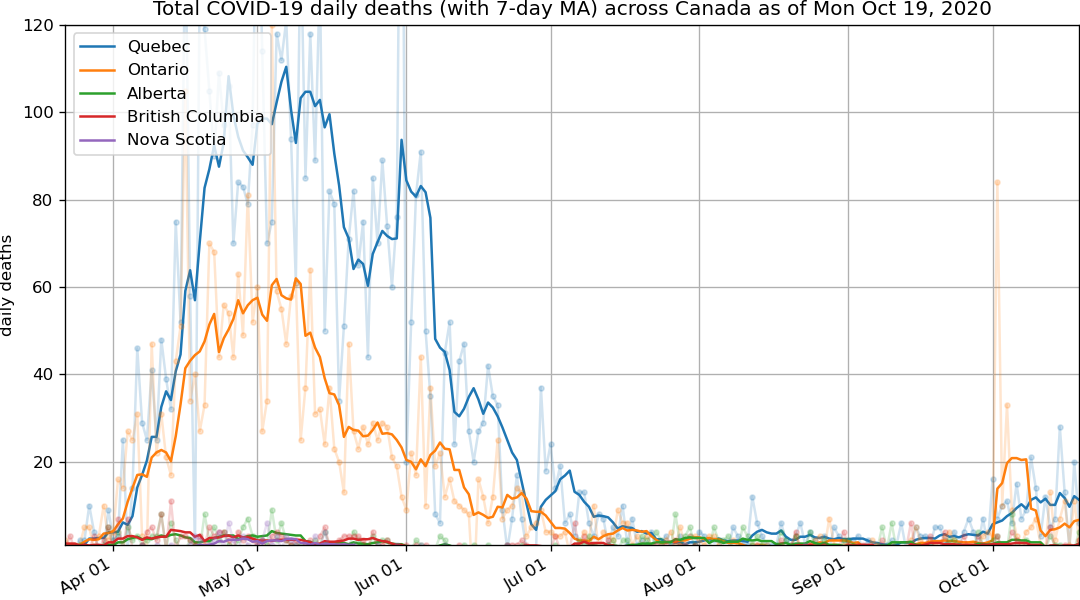 Total COVID-19 daily deaths (with 7-day MA) across Canada as of Mon Oct 19, 2020
120
100
80
60
40
20
daily deaths
Quebec
Ontario
Alberta
British Columbia
Nova Scotia
Apr 01
May 01
Jun 01
Jul 01
Aug 01
Sep 01
Oct 01